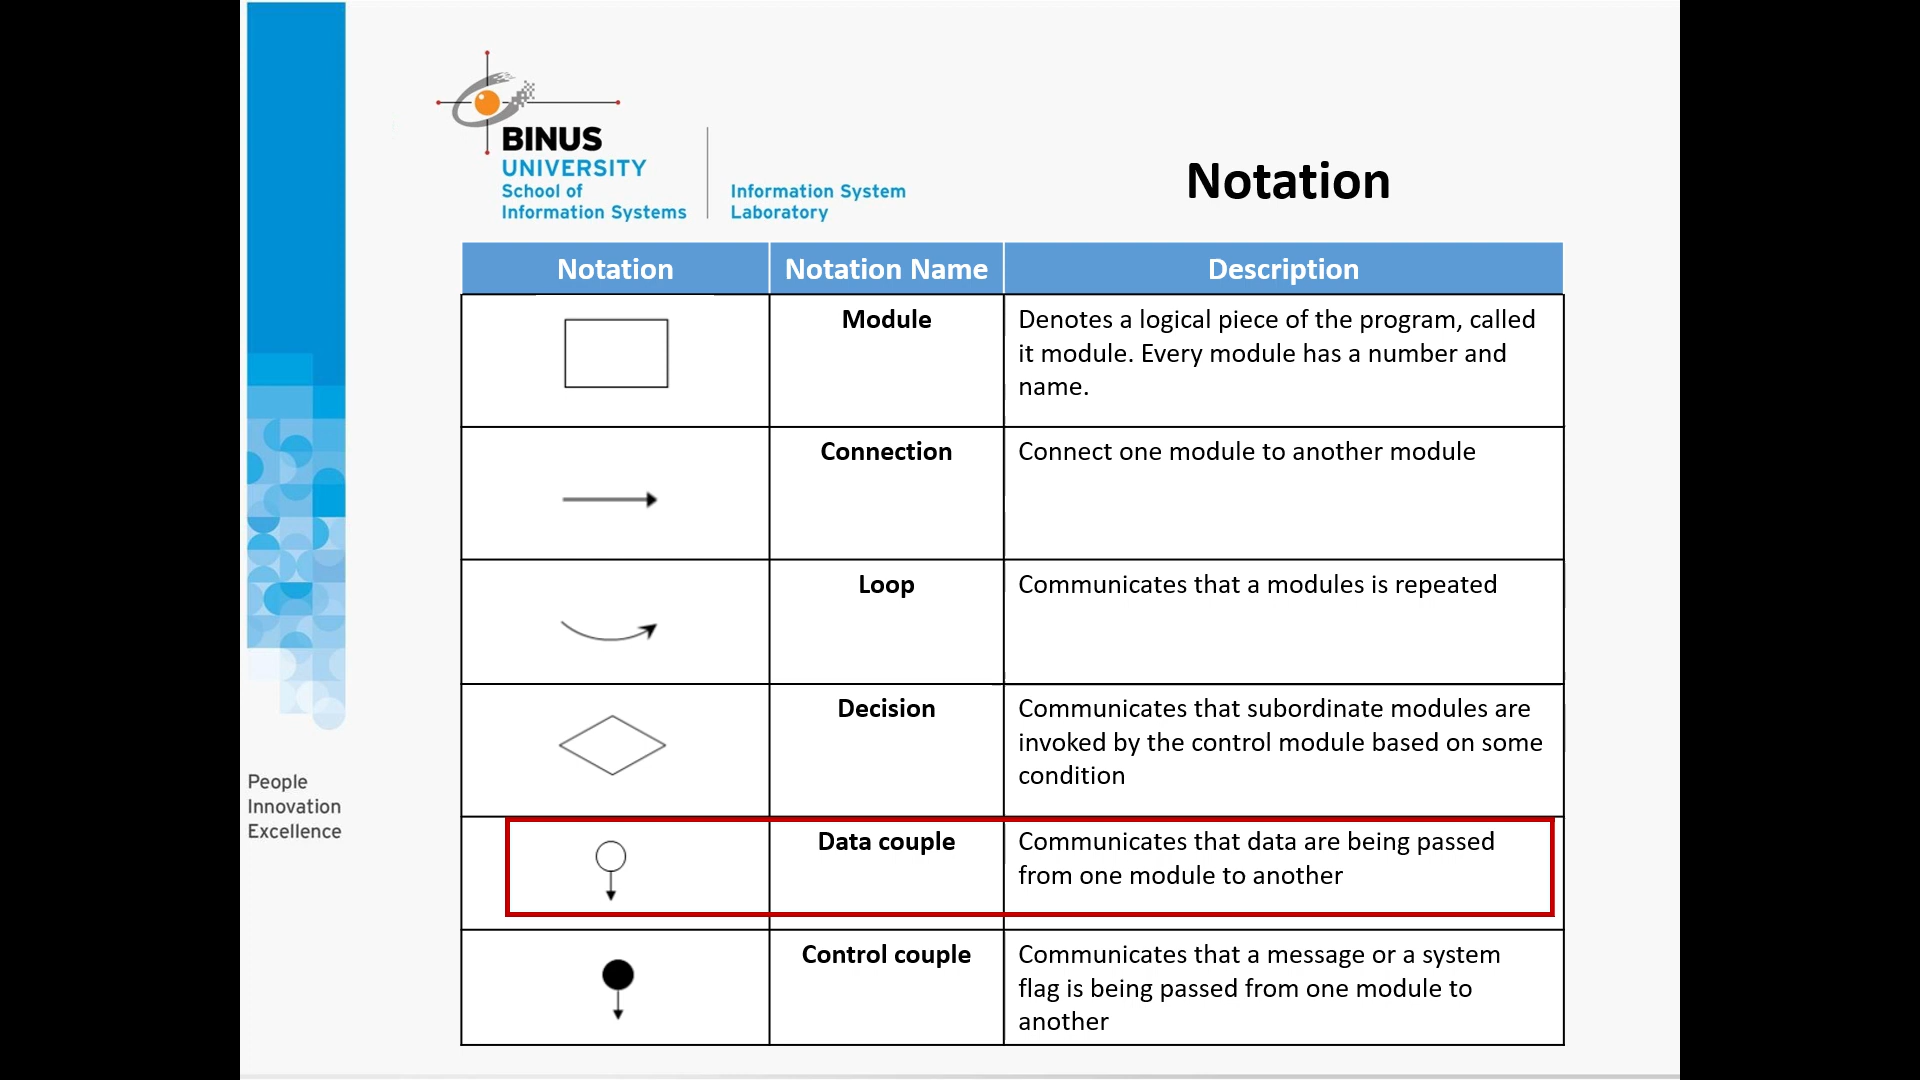 BINUS
UNIVERSITY
School of
Information Systems
Information System
Laboratory
Notation
Notation
Notation Name
Description
Module
Denotes a logical piece of the program, called
it module. Every module has a number and
name.
Connection
Connect one module to another module
Loop
Communicates that a modules is repeated
Decision
Communicates that subordinate modules are
invoked by the control module based on some
condition
Data couple
Communicates that data are being passed
from one module to another
Control couple
Communicates that a message or a system
flag is being passed from one module to
another
People
Innovation
Excellence